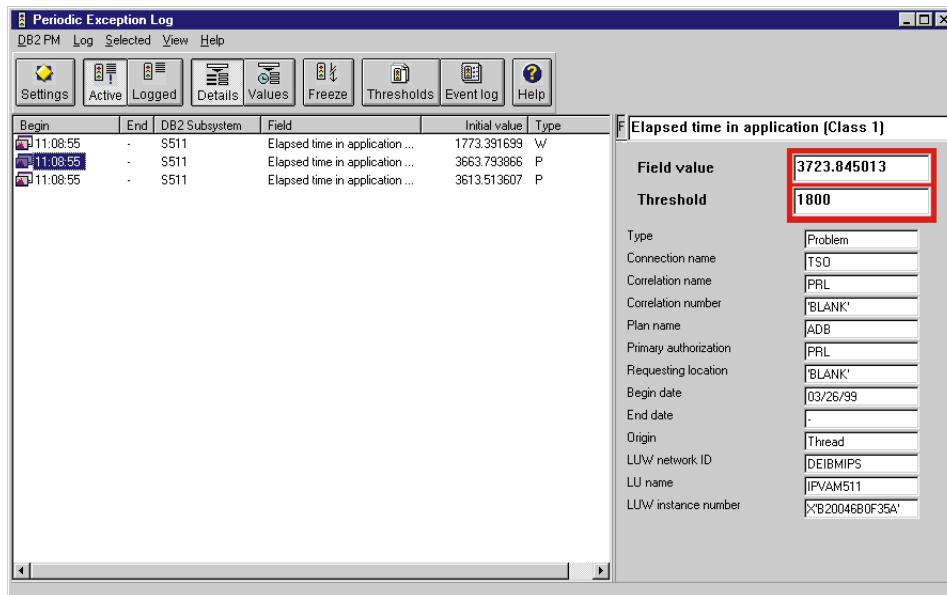 Periodic Exception Log
DB2 PM Log Selected View Help
Settings Active Logged Details Values Freeze Thresholds Event log Help
Begin End DB2 Subsystem Field Initial value Type
11:08:55 - S511 Elapsed time in application ... 1773.391699 W
11:08:55 - S511 Elapsed time in application ... 3663.793866 P
11:08:55 - S511 Elapsed time in application ... 3613.513607 P
F Elapsed time in application (Class 1)
Field value 3723.845013
Threshold 1800
Type Problem
Connection name TSO
Correlation name PRL
Correlation number 'BLANK'
Plan name ADB
Primary authorization PRL
Requesting location 'BLANK'
Begin date 03/26/99
End date -
Origin Thread
LUW network ID DEIBMIPS
LU name IPVAM511
LUW instance number X'B20046B0F35A'